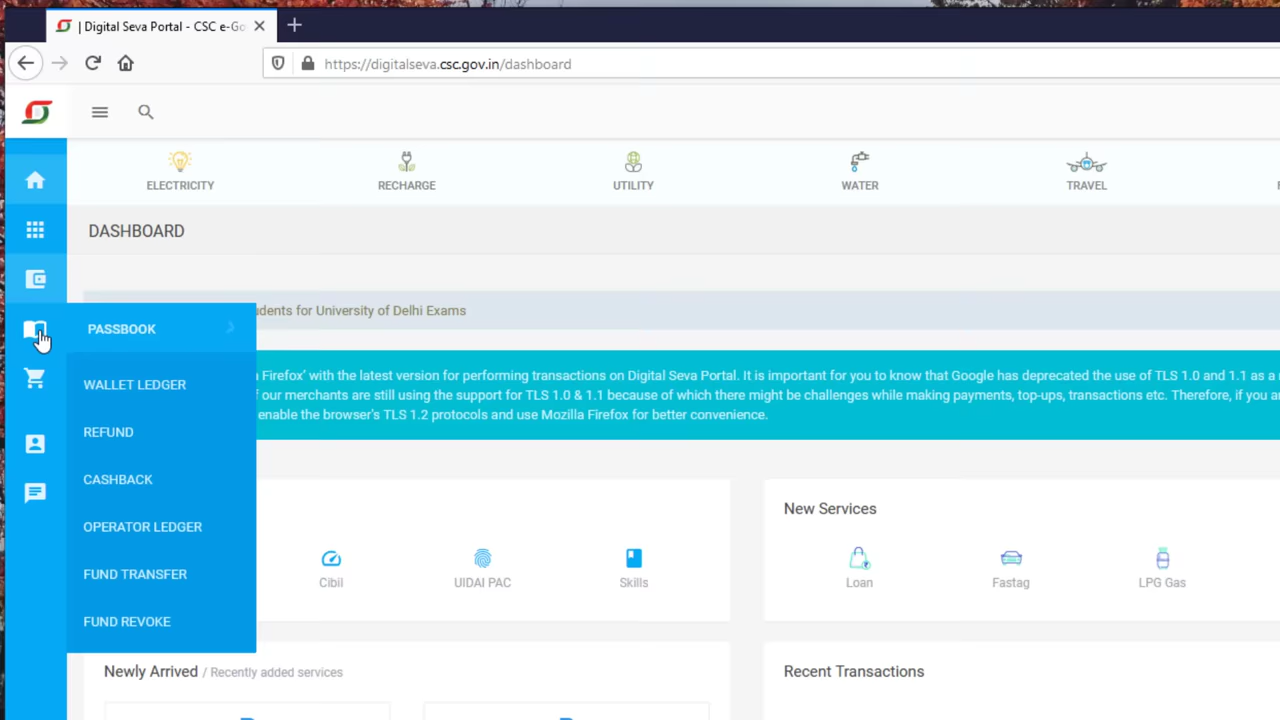 | Digital Seva Portal - CSC e-Go
https://digitalseva.csc.gov.in/dashboard
ELECTRICITY
RECHARGE
UTILITY
WATER
TRAVEL
DASHBOARD
udents for University of Delhi Exams
PASSBOOK
WALLET LEDGER
REFUND
CASHBACK
OPERATOR LEDGER
FUND TRANSFER
FUND REVOKE
Firefox' with the latest version for performing transactions on Digital Seva Portal. It is important for you to know that Google has deprecated the use of TLS 1.0 and 1.1 as a
f our merchants are still using the support for TLS 1.0 & 1.1 because of which there might be challenges while making payments, top-ups, transactions etc. Therefore, if you
enable the browser's TLS 1.2 protocols and use Mozilla Firefox for better convenience.
Cibil
UIDAI PAC
Skills
New Services
Loan
Fastag
LPG Gas
Newly Arrived / Recently added services
Recent Transactions